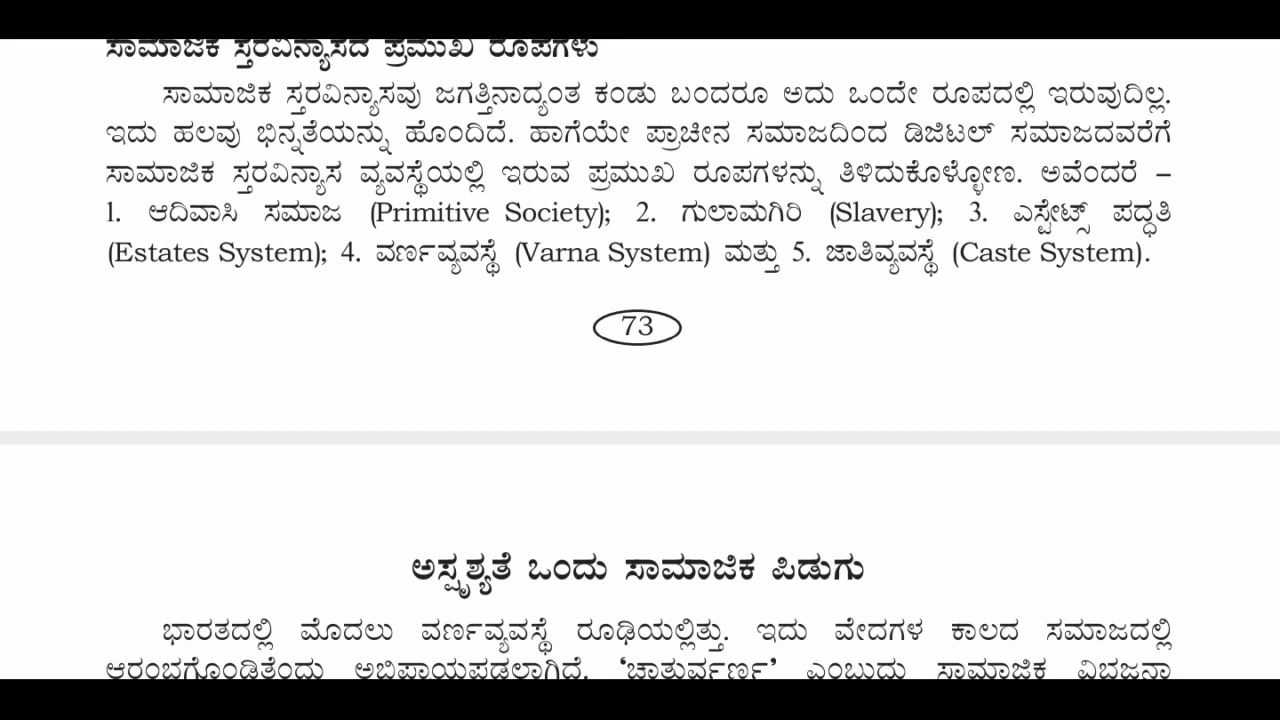 ಸಾಮಾಜಿಕ ಸ್ತರವಿನ್ಯಾಸದ ಪ್ರಮುಖ ರೂಪಗಳು
ಸಾಮಾಜಿಕ ಸ್ತರವಿನ್ಯಾಸವು ಜಗತ್ತಿನಾದ್ಯಂತ ಕಂಡು ಬಂದರೂ ಅದು ಒಂದೇ ರೂಪದಲ್ಲಿ ಇರುವುದಿಲ್ಲ.
ಇದು ಹಲವು ಭಿನ್ನತೆಯನ್ನು ಹೊಂದಿದೆ. ಹಾಗೆಯೇ ಪ್ರಾಚೀನ ಸಮಾಜದಿಂದ ಡಿಜಿಟಲ್ ಸಮಾಜದವರೆಗೆ
ಸಾಮಾಜಿಕ ಸ್ತರವಿನ್ಯಾಸ ವ್ಯವಸ್ಥೆಯಲ್ಲಿ ಇರುವ ಪ್ರಮುಖ ರೂಪಗಳನ್ನು ತಿಳಿದುಕೊಳ್ಳೋಣ. ಅವೆಂದರೆ –
1. ಆದಿವಾಸಿ ಸಮಾಜ (Primitive Society); 2. ಗುಲಾಮಗಿರಿ (Slavery); 3. ಎಸ್ಟೇಟ್ಸ್ ಪದ್ಧತಿ
(Estates System); 4. ವರ್ಣವ್ಯವಸ್ಥೆ (Varna System) ಮತ್ತು 5. ಜಾತಿವ್ಯವಸ್ಥೆ (Caste System).
73
ಅಸ್ಪೃಶ್ಯತೆ ಒಂದು ಸಾಮಾಜಿಕ ಪಿಡುಗು
ಭಾರತದಲ್ಲಿ ಮೊದಲು ವರ್ಣವ್ಯವಸ್ಥೆ ರೂಢಿಯಲ್ಲಿತ್ತು. ಇದು ವೇದಗಳ ಕಾಲದ ಸಮಾಜದಲ್ಲಿ
ಆರಂಭಗೊಂಡಿತೆಂದು ಅಭಿಪ್ರಾಯಪಡಲಾಗಿದೆ. ‘ಚಾತುರ್ವರ್ಣ’ ಎಂಬುದು ಸಾಮಾಜಿಕ ವಿಭಜನಾ